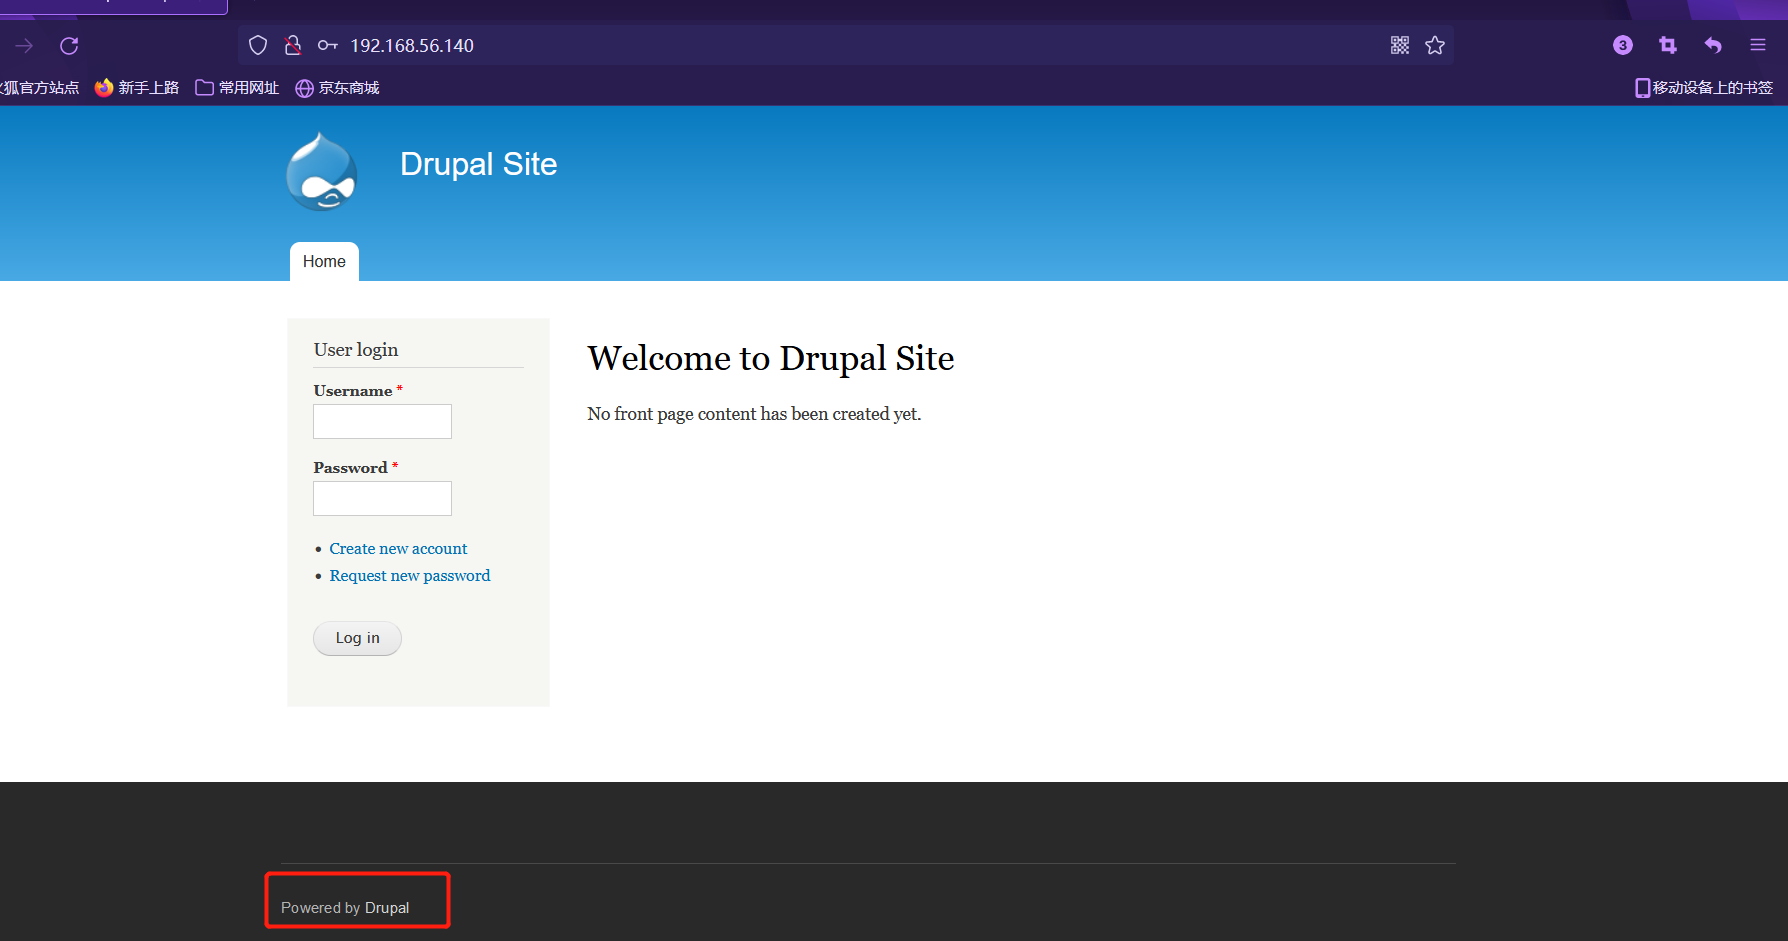 192.168.56.140
3
狐官方站点 新手上路 常用网址 京东商城 移动设备上的书签
Drupal Site
Home
User login
Username *
Password *
Create new account
Request new password
Log in
Welcome to Drupal Site
No front page content has been created yet.
Powered by Drupal